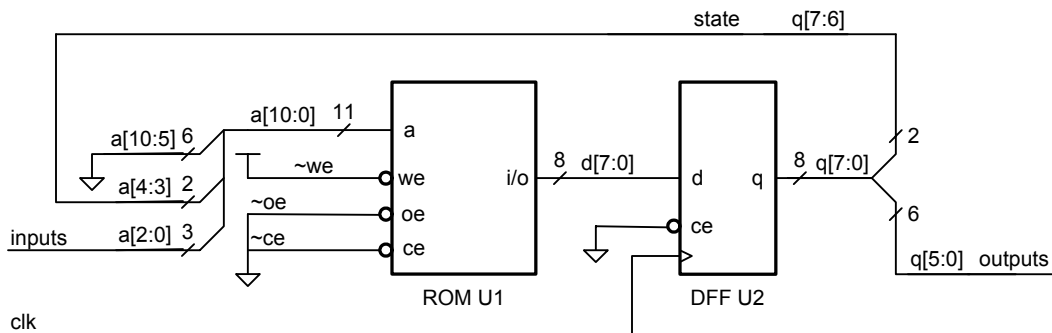 state q[7:6]
a[10:0] 11
a[10:5] 6
a
2
~we
we
i/o
8 d[7:0]
d
q
8 q[7:0]
a[4:3] 2
~oe
oe
ce
6
inputs a[2:0] 3
~ce
ce
q[5:0] outputs
ROM U1
DFF U2
clk